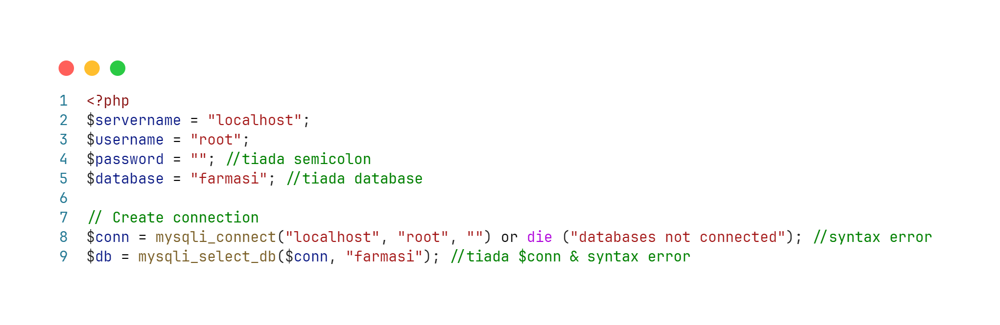 1 <?php
2 $servername = "localhost";
3 $username = "root";
4 $password = ""; //tiada semicolon
5 $database = "farmasi"; //tiada database
6
7 // Create connection
8 $conn = mysqli_connect("localhost", "root", "") or die ("databases not connected"); //syntax error
9 $db = mysqli_select_db($conn, "farmasi"); //tiada $conn & syntax error